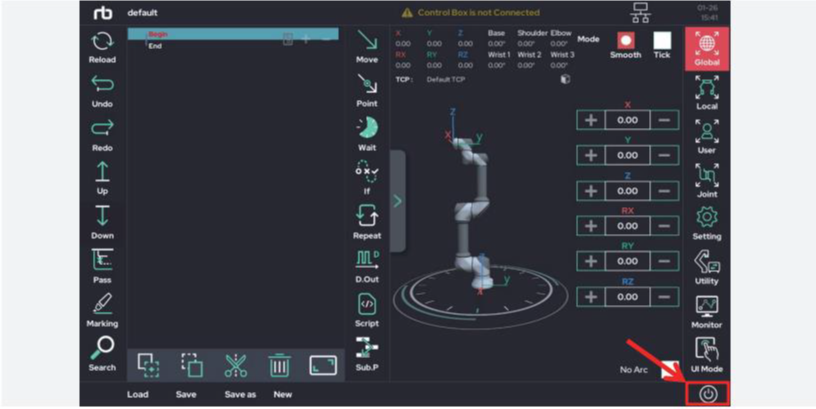 rb default
Control Box is not Connected
01-26
15:41
Reload
Undo
Redo
Up
Down
Pass
Marking
Search
Begin
End
Load Save Save as New
Move
Point
Wait
If
Repeat
D
D.Out
Script
Sub.P
X Y Z Base Shoulder Elbow
0.00 0.00 0.00 0.00° 0.00° 0.00°
RX RY RZ Wrist 1 Wrist 2 Wrist 3
0.00 0.00 0.00 0.00° 0.00° 0.00°
TCP: Default TCP
Mode
Smooth Tick
Z
X Y
Z
Y
X
X
+ 0.00 −
Y
+ 0.00 −
Z
+ 0.00 −
RX
+ 0.00 −
RY
+ 0.00 −
RZ
+ 0.00 −
No Arc
Global
Local
User
Joint
Setting
Utility
Monitor
UI Mode